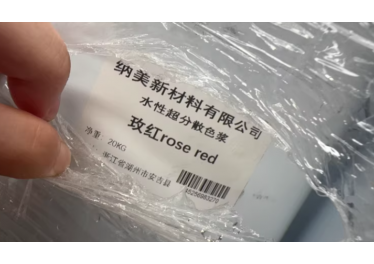 纳美新材料有限公司
水性超分散色浆
玫红rose red
净重 20KG
浙江省湖州市安吉县